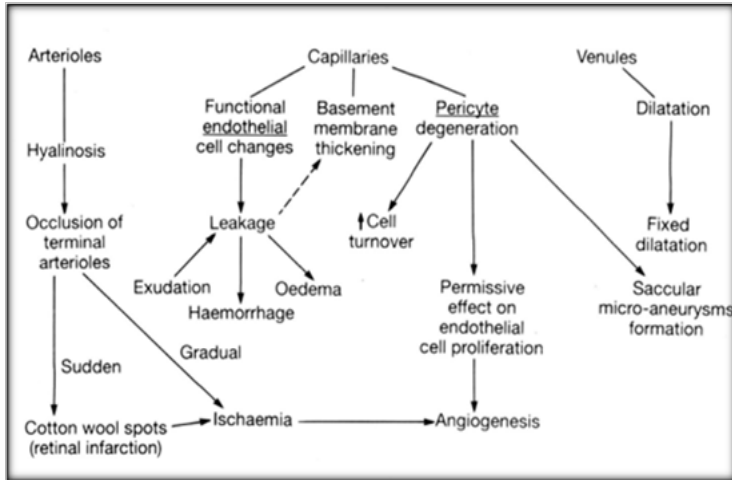 Arterioles
Capillaries
Venules
Functional
endothelial
cell changes
Basement
membrane
thickening
Pericyte
degeneration
Dilatation
Hyalinosis
Occlusion of
terminal
arterioles
Leakage
↑Cell
turnover
Fixed
dilatation
Exudation
Haemorrhage
Oedema
Permissive
effect on
endothelial
cell proliferation
Saccular
micro-aneurysms
formation
Sudden
Gradual
Cotton wool spots
(retinal infarction)
Ischaemia
Angiogenesis